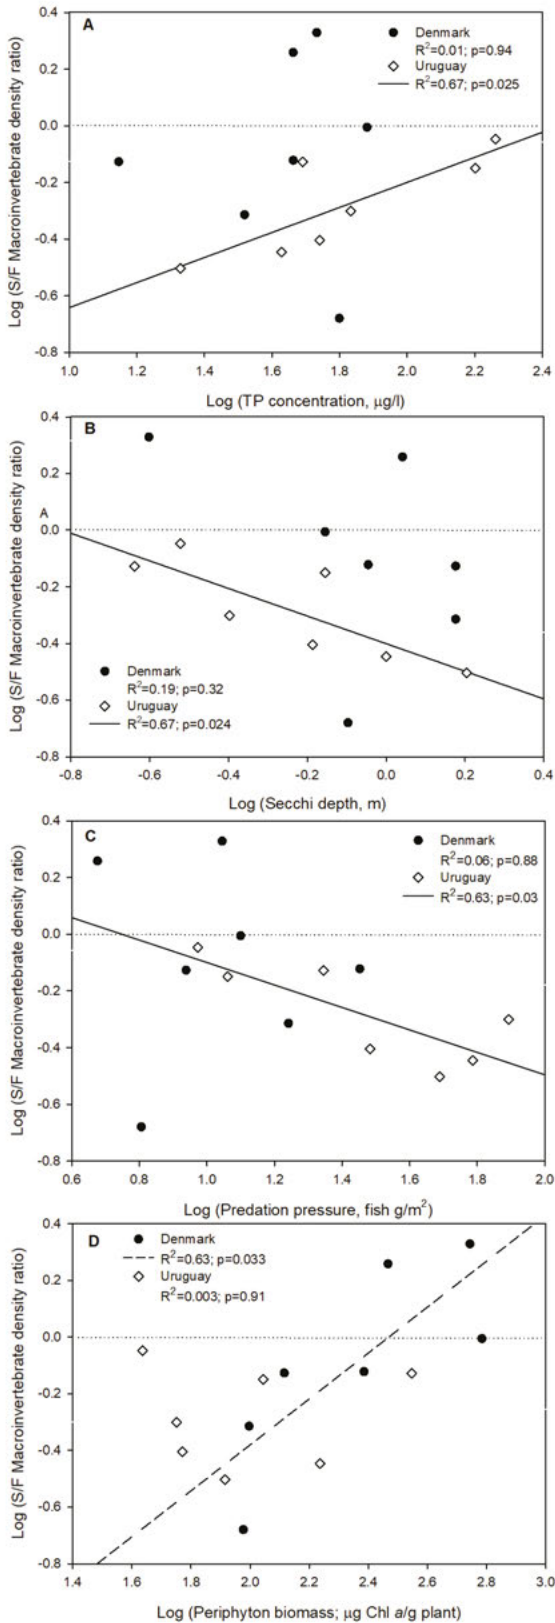 A
Denmark
R²=0.01; p=0.94
Uruguay
R²=0.67; p=0.025
0.4
0.2
0.0
-0.2
-0.4
-0.6
-0.8
Log (S/F Macroinvertebrate density ratio)
1.0 1.2 1.4 1.6 1.8 2.0 2.2 2.4
Log (TP concentration, µg/l)
B
0.4
0.2
A
0.0
-0.2
-0.4
-0.6
-0.8
Log (S/F Macroinvertebrate density ratio)
Denmark
R²=0.19; p=0.32
Uruguay
R²=0.67; p=0.024
-0.8 -0.6 -0.4 -0.2 0.0 0.2 0.4
Log (Secchi depth, m)
C
Denmark
R²=0.06; p=0.88
Uruguay
R²=0.63; p=0.03
0.4
0.2
0.0
-0.2
-0.4
-0.6
-0.8
Log (S/F Macroinvertebrate density ratio)
0.6 0.8 1.0 1.2 1.4 1.6 1.8 2.0
Log (Predation pressure, fish g/m²)
D
Denmark
R²=0.63; p=0.033
Uruguay
R²=0.003; p=0.91
0.4
0.2
0.0
-0.2
-0.4
-0.6
-0.8
Log (S/F Macroinvertebrate density ratio)
1.4 1.6 1.8 2.0 2.2 2.4 2.6 2.8 3.0
Log (Periphyton biomass; µg Chl a/g plant)